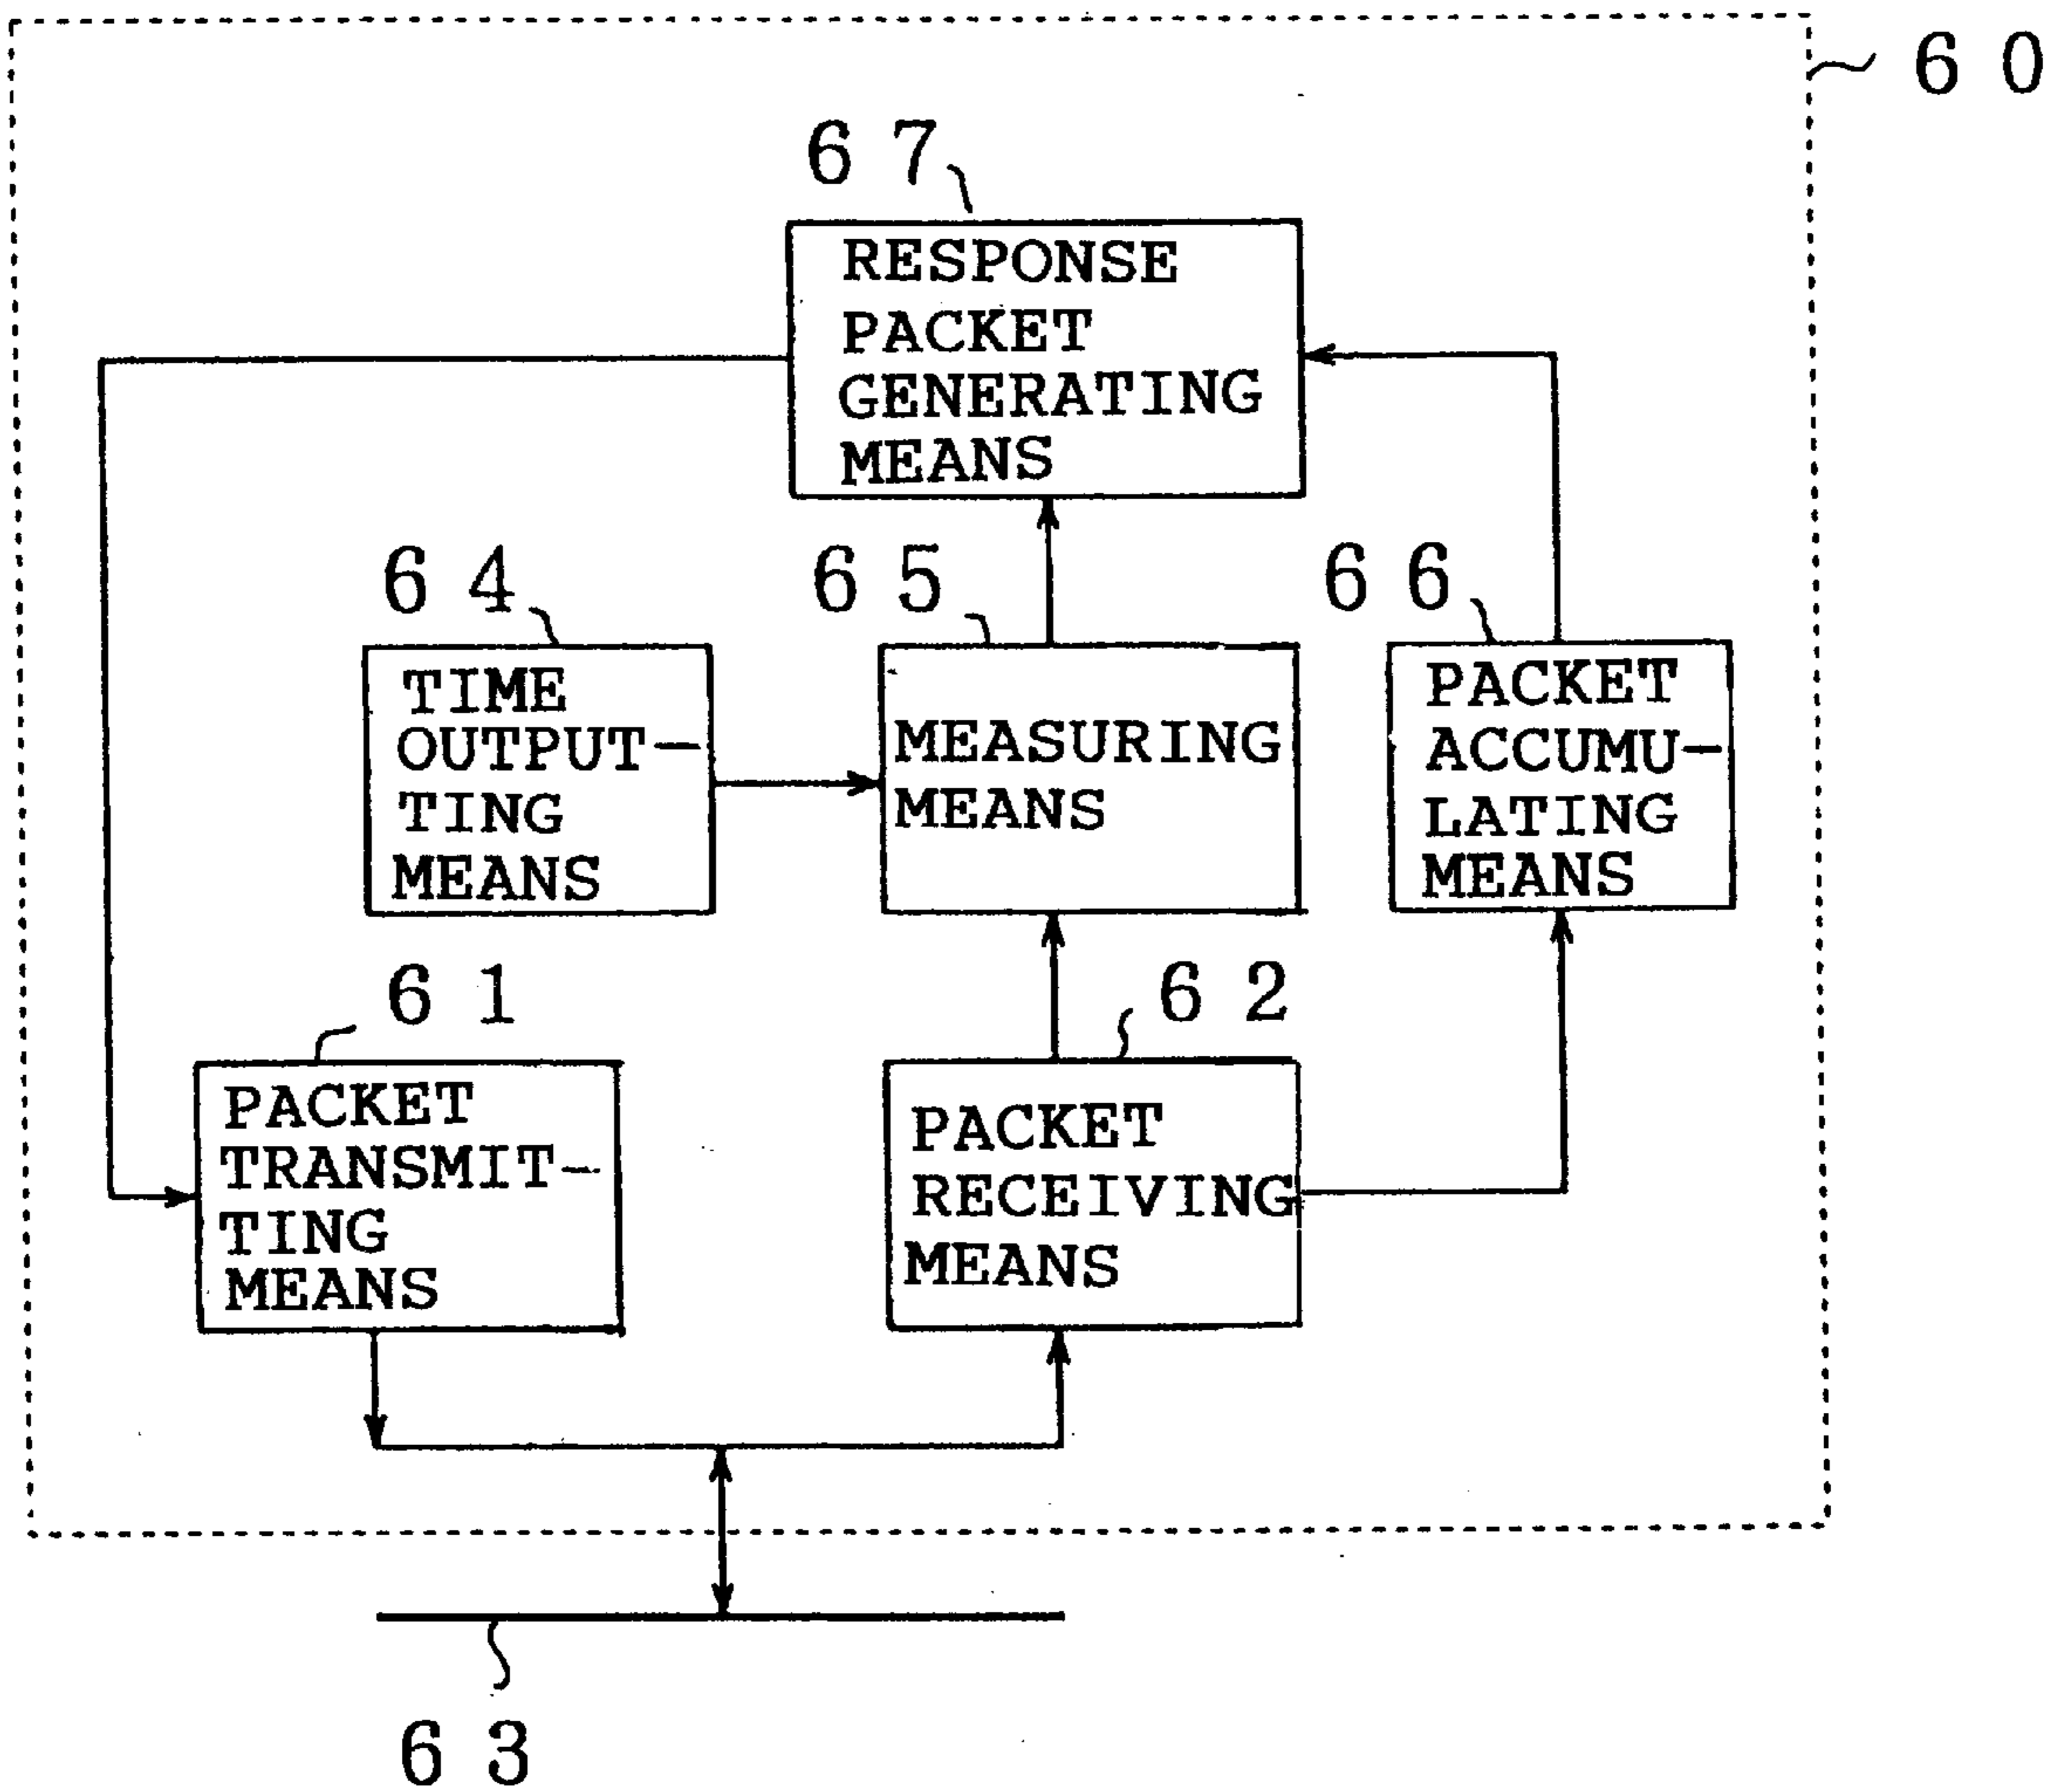 60
67
RESPONSE
PACKET
GENERATING
MEANS
64
65
66
TIME
OUTPUT-
TING
MEANS
MEASURING
MEANS
PACKET
ACCUMU-
LATING
MEANS
61
62
PACKET
TRANSMIT-
TING
MEANS
PACKET
RECEIVING
MEANS
63